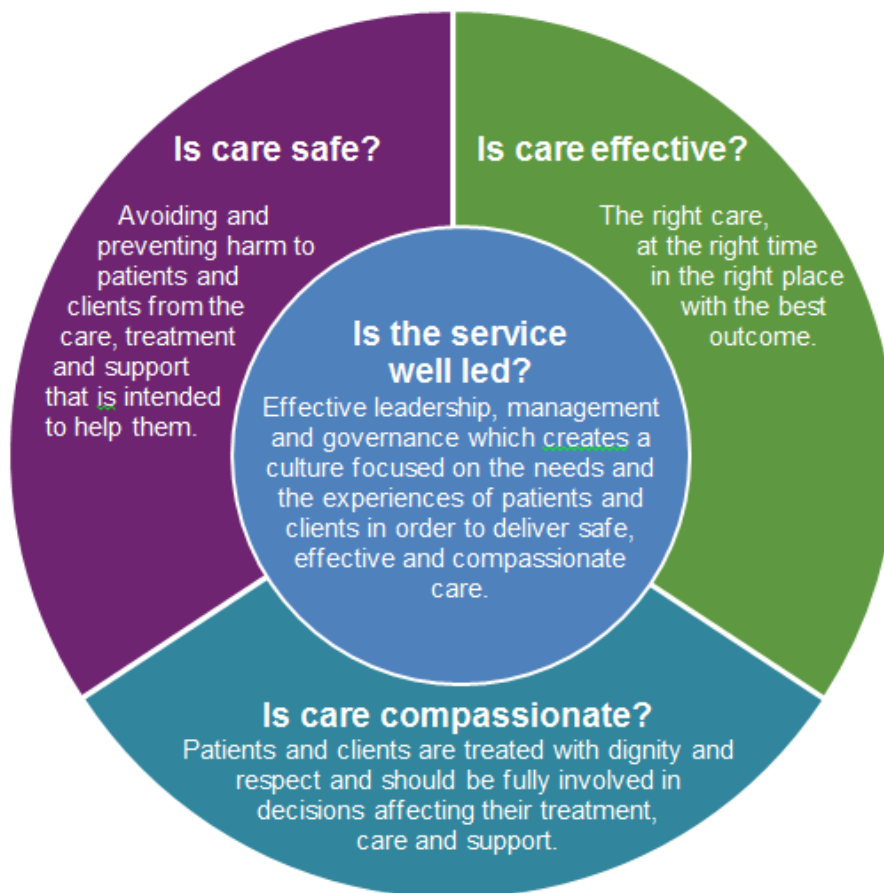 Is care safe?
Avoiding and
preventing harm to
patients and
clients from the
care, treatment
and support
that is intended
to help them.
Is care effective?
The right care,
at the right time
in the right place
with the best
outcome.
Is the service
well led?
Effective leadership, management
and governance which creates a
culture focused on the needs and
the experiences of patients and
clients in order to deliver safe,
effective and compassionate
care.
Is care compassionate?
Patients and clients are treated with dignity and
respect and should be fully involved in
decisions affecting their treatment,
care and support.